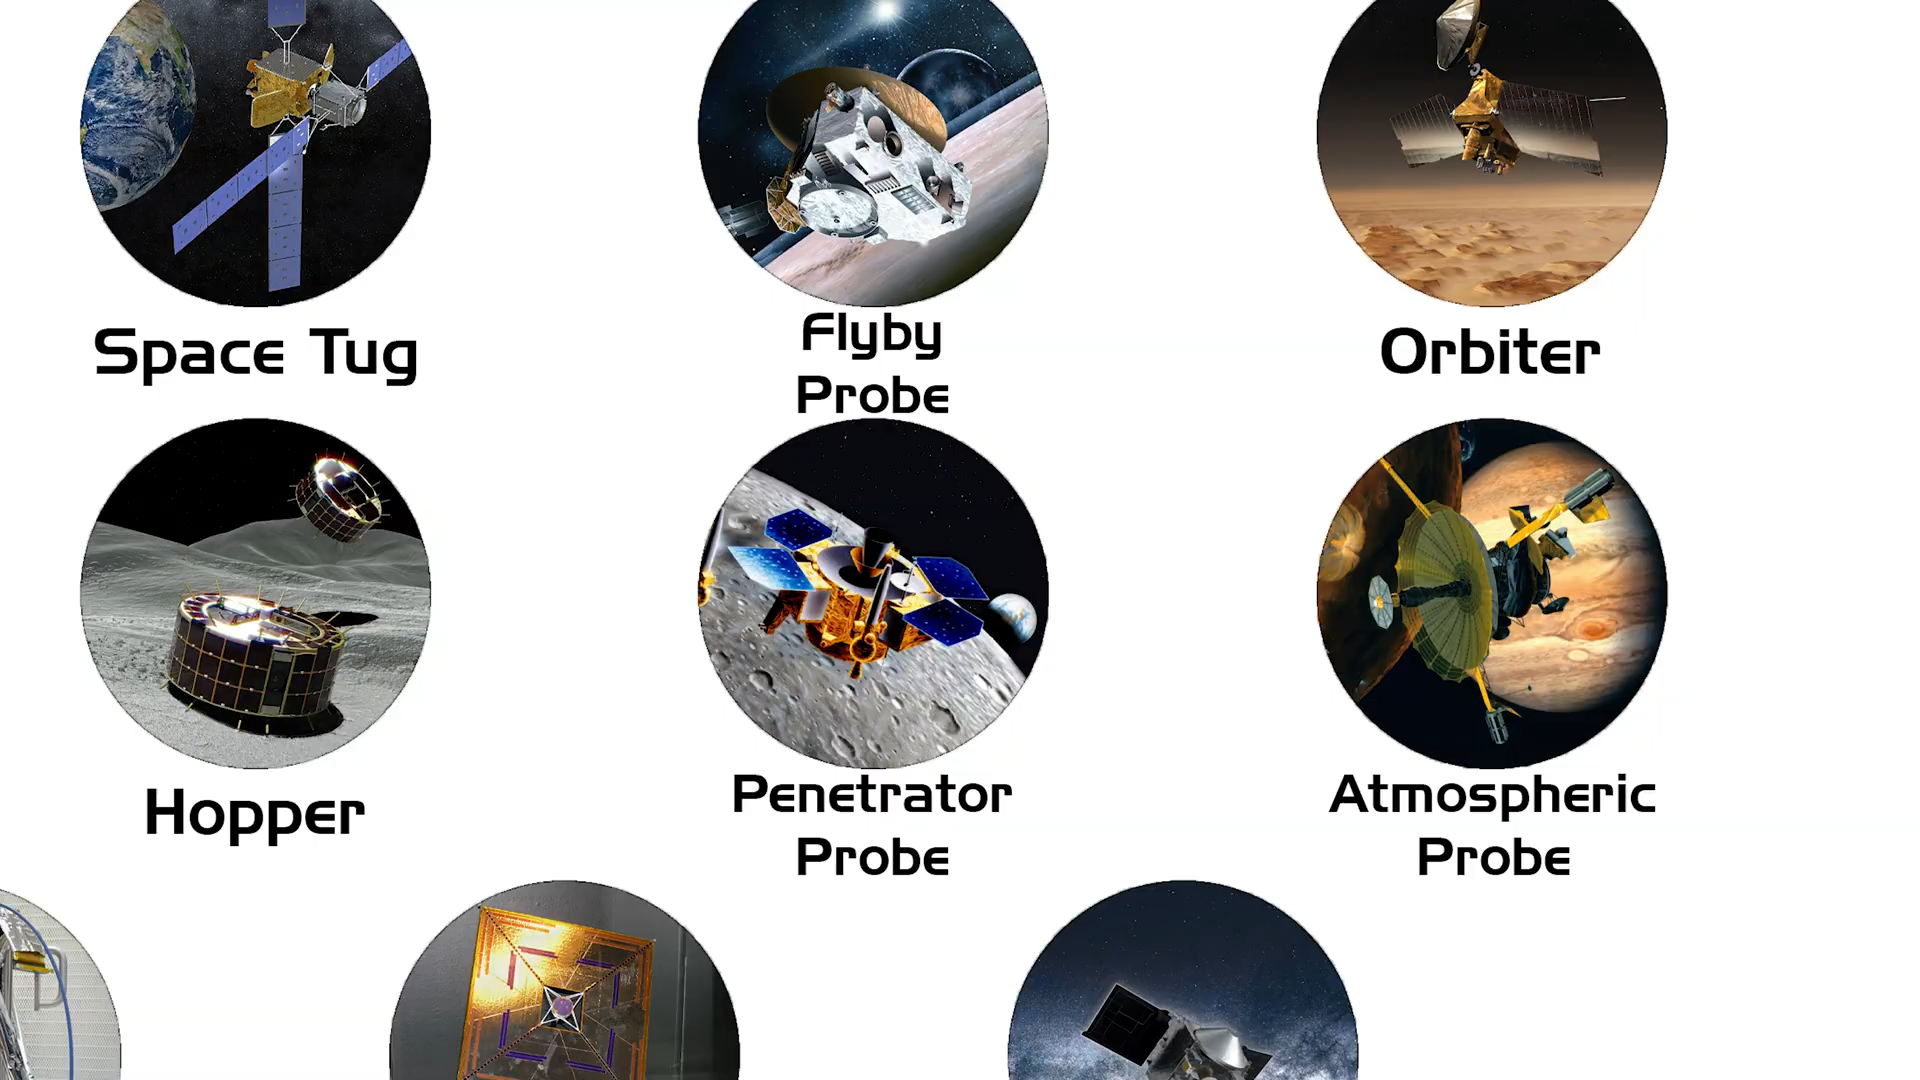 Space Tug
Flyby
Probe
Orbiter
Hopper
Penetrator
Probe
Atmospheric
Probe